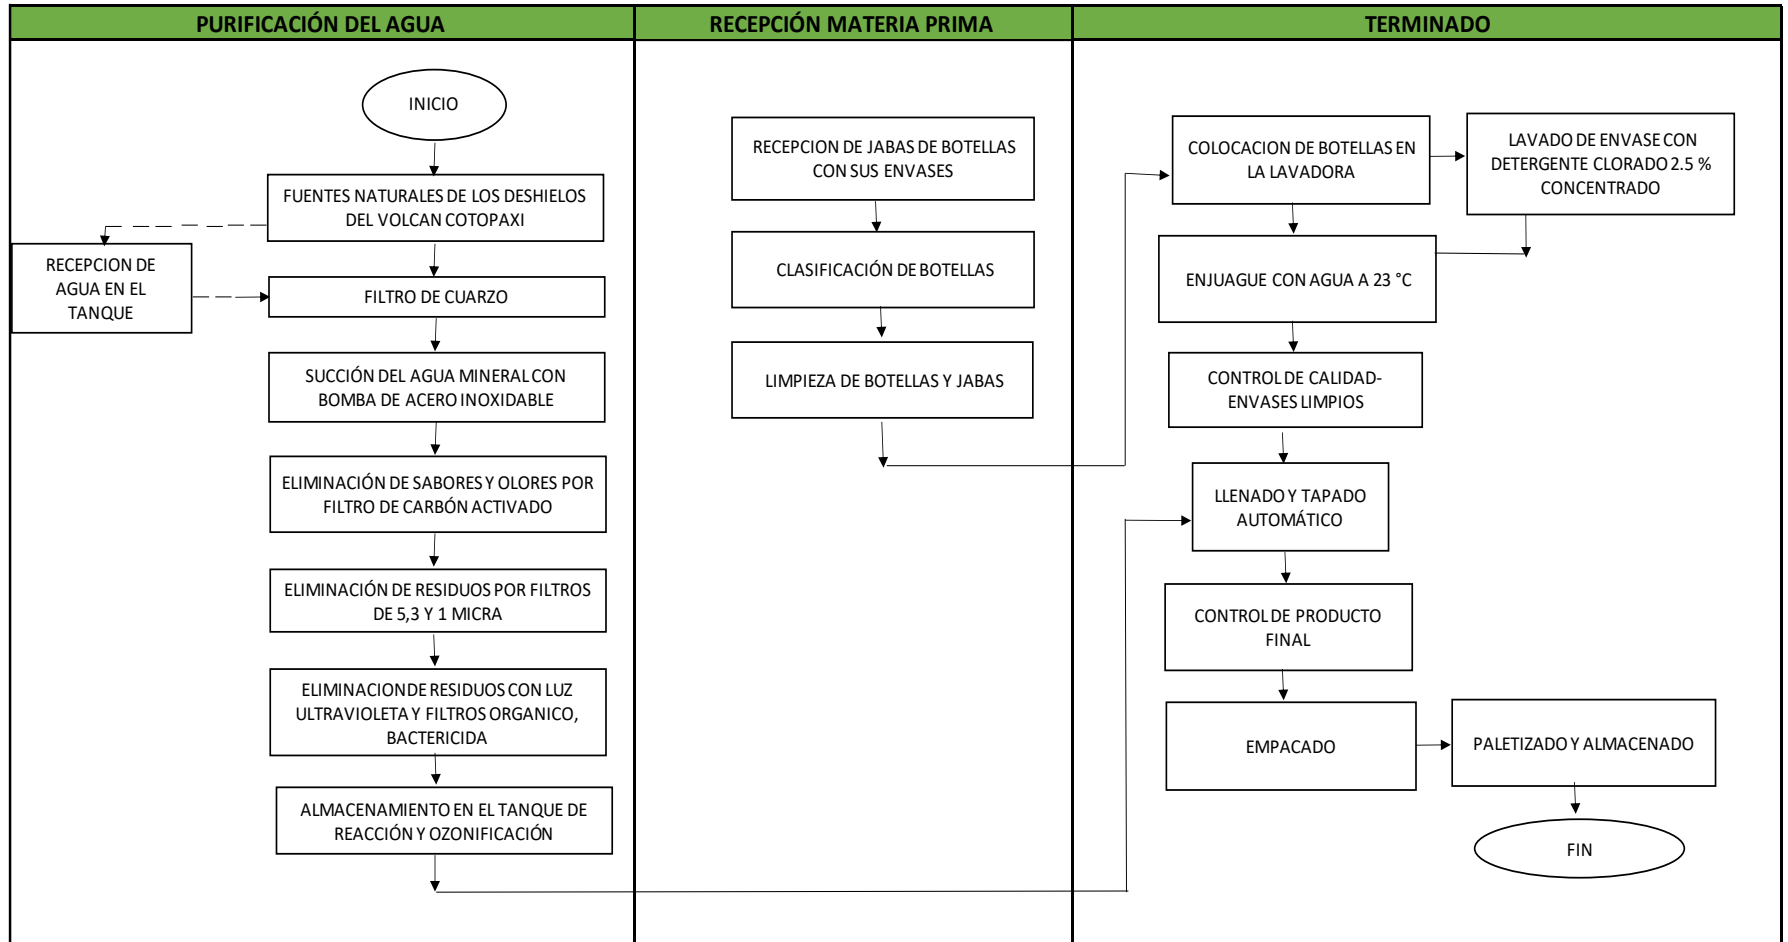 PURIFICACIÓN DEL AGUA
RECEPCIÓN MATERIA PRIMA
TERMINADO
INICIO
FUENTES NATURALES DE LOS DESHIELOS
DEL VOLCAN COTOPAXI
RECEPCION DE
AGUA EN EL
TANQUE
FILTRO DE CUARZO
SUCCIÓN DEL AGUA MINERAL CON
BOMBA DE ACERO INOXIDABLE
ELIMINACIÓN DE SABORES Y OLORES POR
FILTRO DE CARBÓN ACTIVADO
ELIMINACIÓN DE RESIDUOS POR FILTROS
DE 5,3 Y 1 MICRA
ELIMINACION DE RESIDUOS CON LUZ
ULTRAVIOLETA Y FILTROS ORGANICO,
BACTERICIDA
ALMACENAMIENTO EN EL TANQUE DE
REACCIÓN Y OZONIFICACIÓN
RECEPCION DE JABAS DE BOTELLAS
CON SUS ENVASES
CLASIFICACIÓN DE BOTELLAS
LIMPIEZA DE BOTELLAS Y JABAS
COLOCACION DE BOTELLAS EN
LA LAVADORA
LAVADO DE ENVASE CON
DETERGENTE CLORADO 2.5 %
CONCENTRADO
ENJUAGUE CON AGUA A 23 °C
CONTROL DE CALIDAD-
ENVASES LIMPIOS
LLENADO Y TAPADO
AUTOMÁTICO
CONTROL DE PRODUCTO
FINAL
EMPACADO
PALETIZADO Y ALMACENADO
FIN